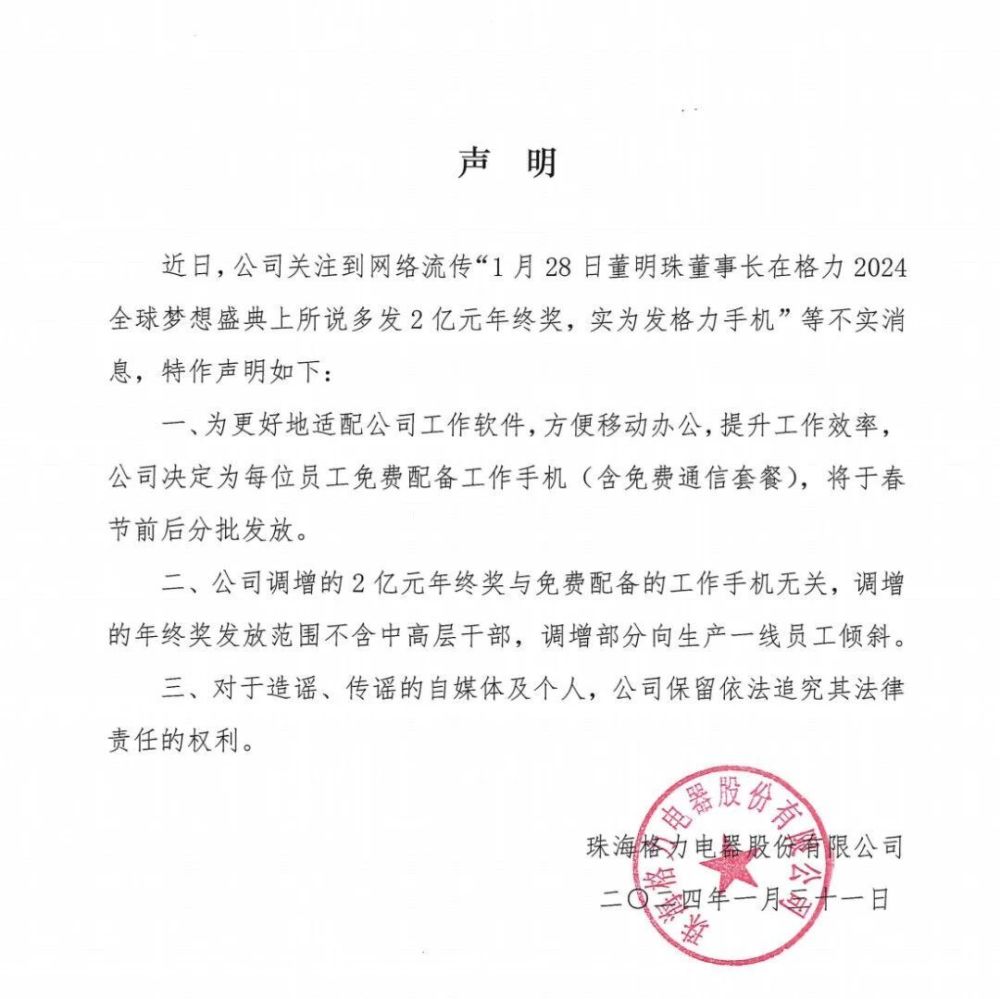 声 明
近日，公司关注到网络流传“1月28日董明珠董事长在格力2024
全球梦想盛典上所说多发2亿元年终奖，实为发格力手机”等不实消
息，特作声明如下：
一、为更好地适配公司工作软件，方便移动办公，提升工作效率，
公司决定为每位员工免费配备工作手机（含免费通信套餐），将于春
节前后分批发放。
二、公司调增的2亿元年终奖与免费配备的工作手机无关，调增
的年终奖发放范围不含中高层干部，调增部分向生产一线员工倾斜。
三、对于造谣、传谣的自媒体及个人，公司保留依法追究其法律
责任的权利。
珠海格力电器股份有限公司
二〇二四年一月三十一日
珠海格力电器股份有限公司